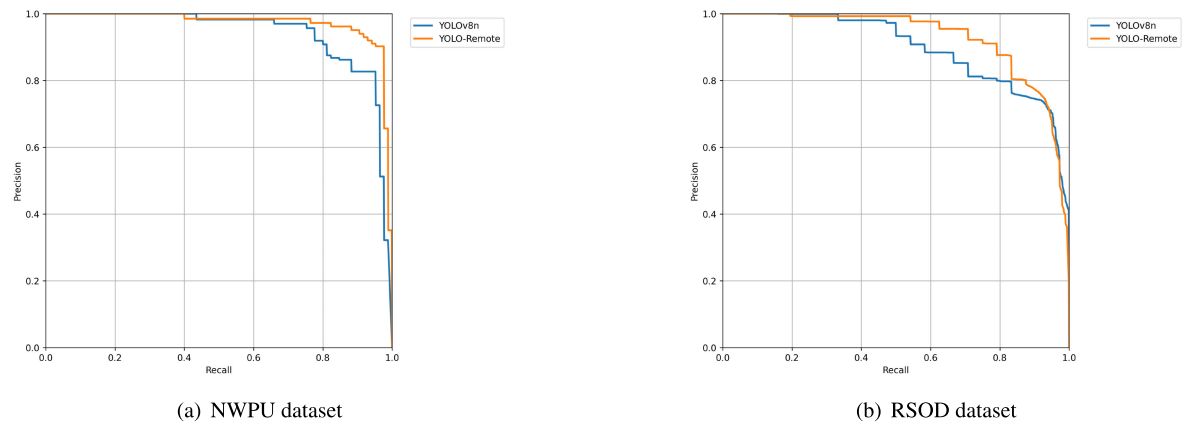 1.0
0.8
0.6
0.4
0.2
0.0
Precision
0.0 0.2 0.4 0.6 0.8 1.0
Recall
YOLOv8n
YOLO-Remote
(a) NWPU dataset
1.0
0.8
0.6
0.4
0.2
0.0
Precision
0.0 0.2 0.4 0.6 0.8 1.0
Recall
YOLOv8n
YOLO-Remote
(b) RSOD dataset